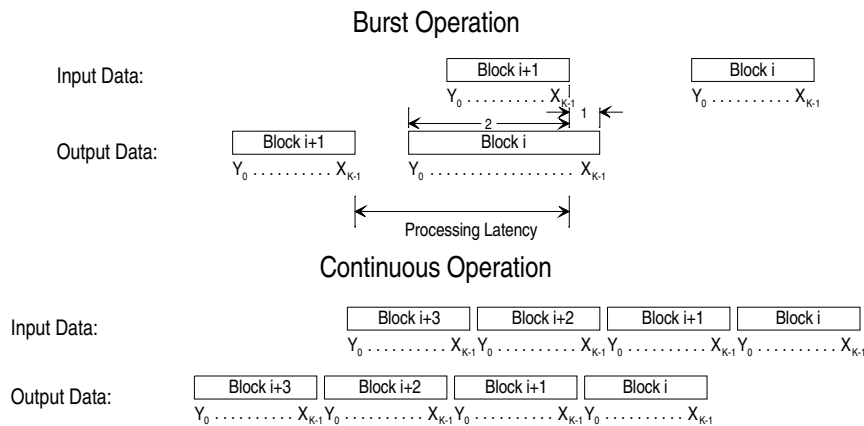 Burst Operation
Input Data:
Block i+1
Block i
Y0 . . . . . . . . . . XK-1
Y0 . . . . . . . . . . XK-1
1
2
Output Data:
Block i+1
Block i
Y0 . . . . . . . . . . XK-1
Y0 . . . . . . . . . . . . . . . . . . XK-1
Processing Latency
Continuous Operation
Input Data:
Block i+3
Block i+2
Block i+1
Block i
Y0 . . . . . . . . . . XK-1 Y0 . . . . . . . . . . XK-1 Y0 . . . . . . . . . . XK-1 Y0 . . . . . . . . . . XK-1
Output Data:
Block i+3
Block i+2
Block i+1
Block i
Y0 . . . . . . . . . . XK-1 Y0 . . . . . . . . . . XK-1 Y0 . . . . . . . . . . XK-1 Y0 . . . . . . . . . . XK-1